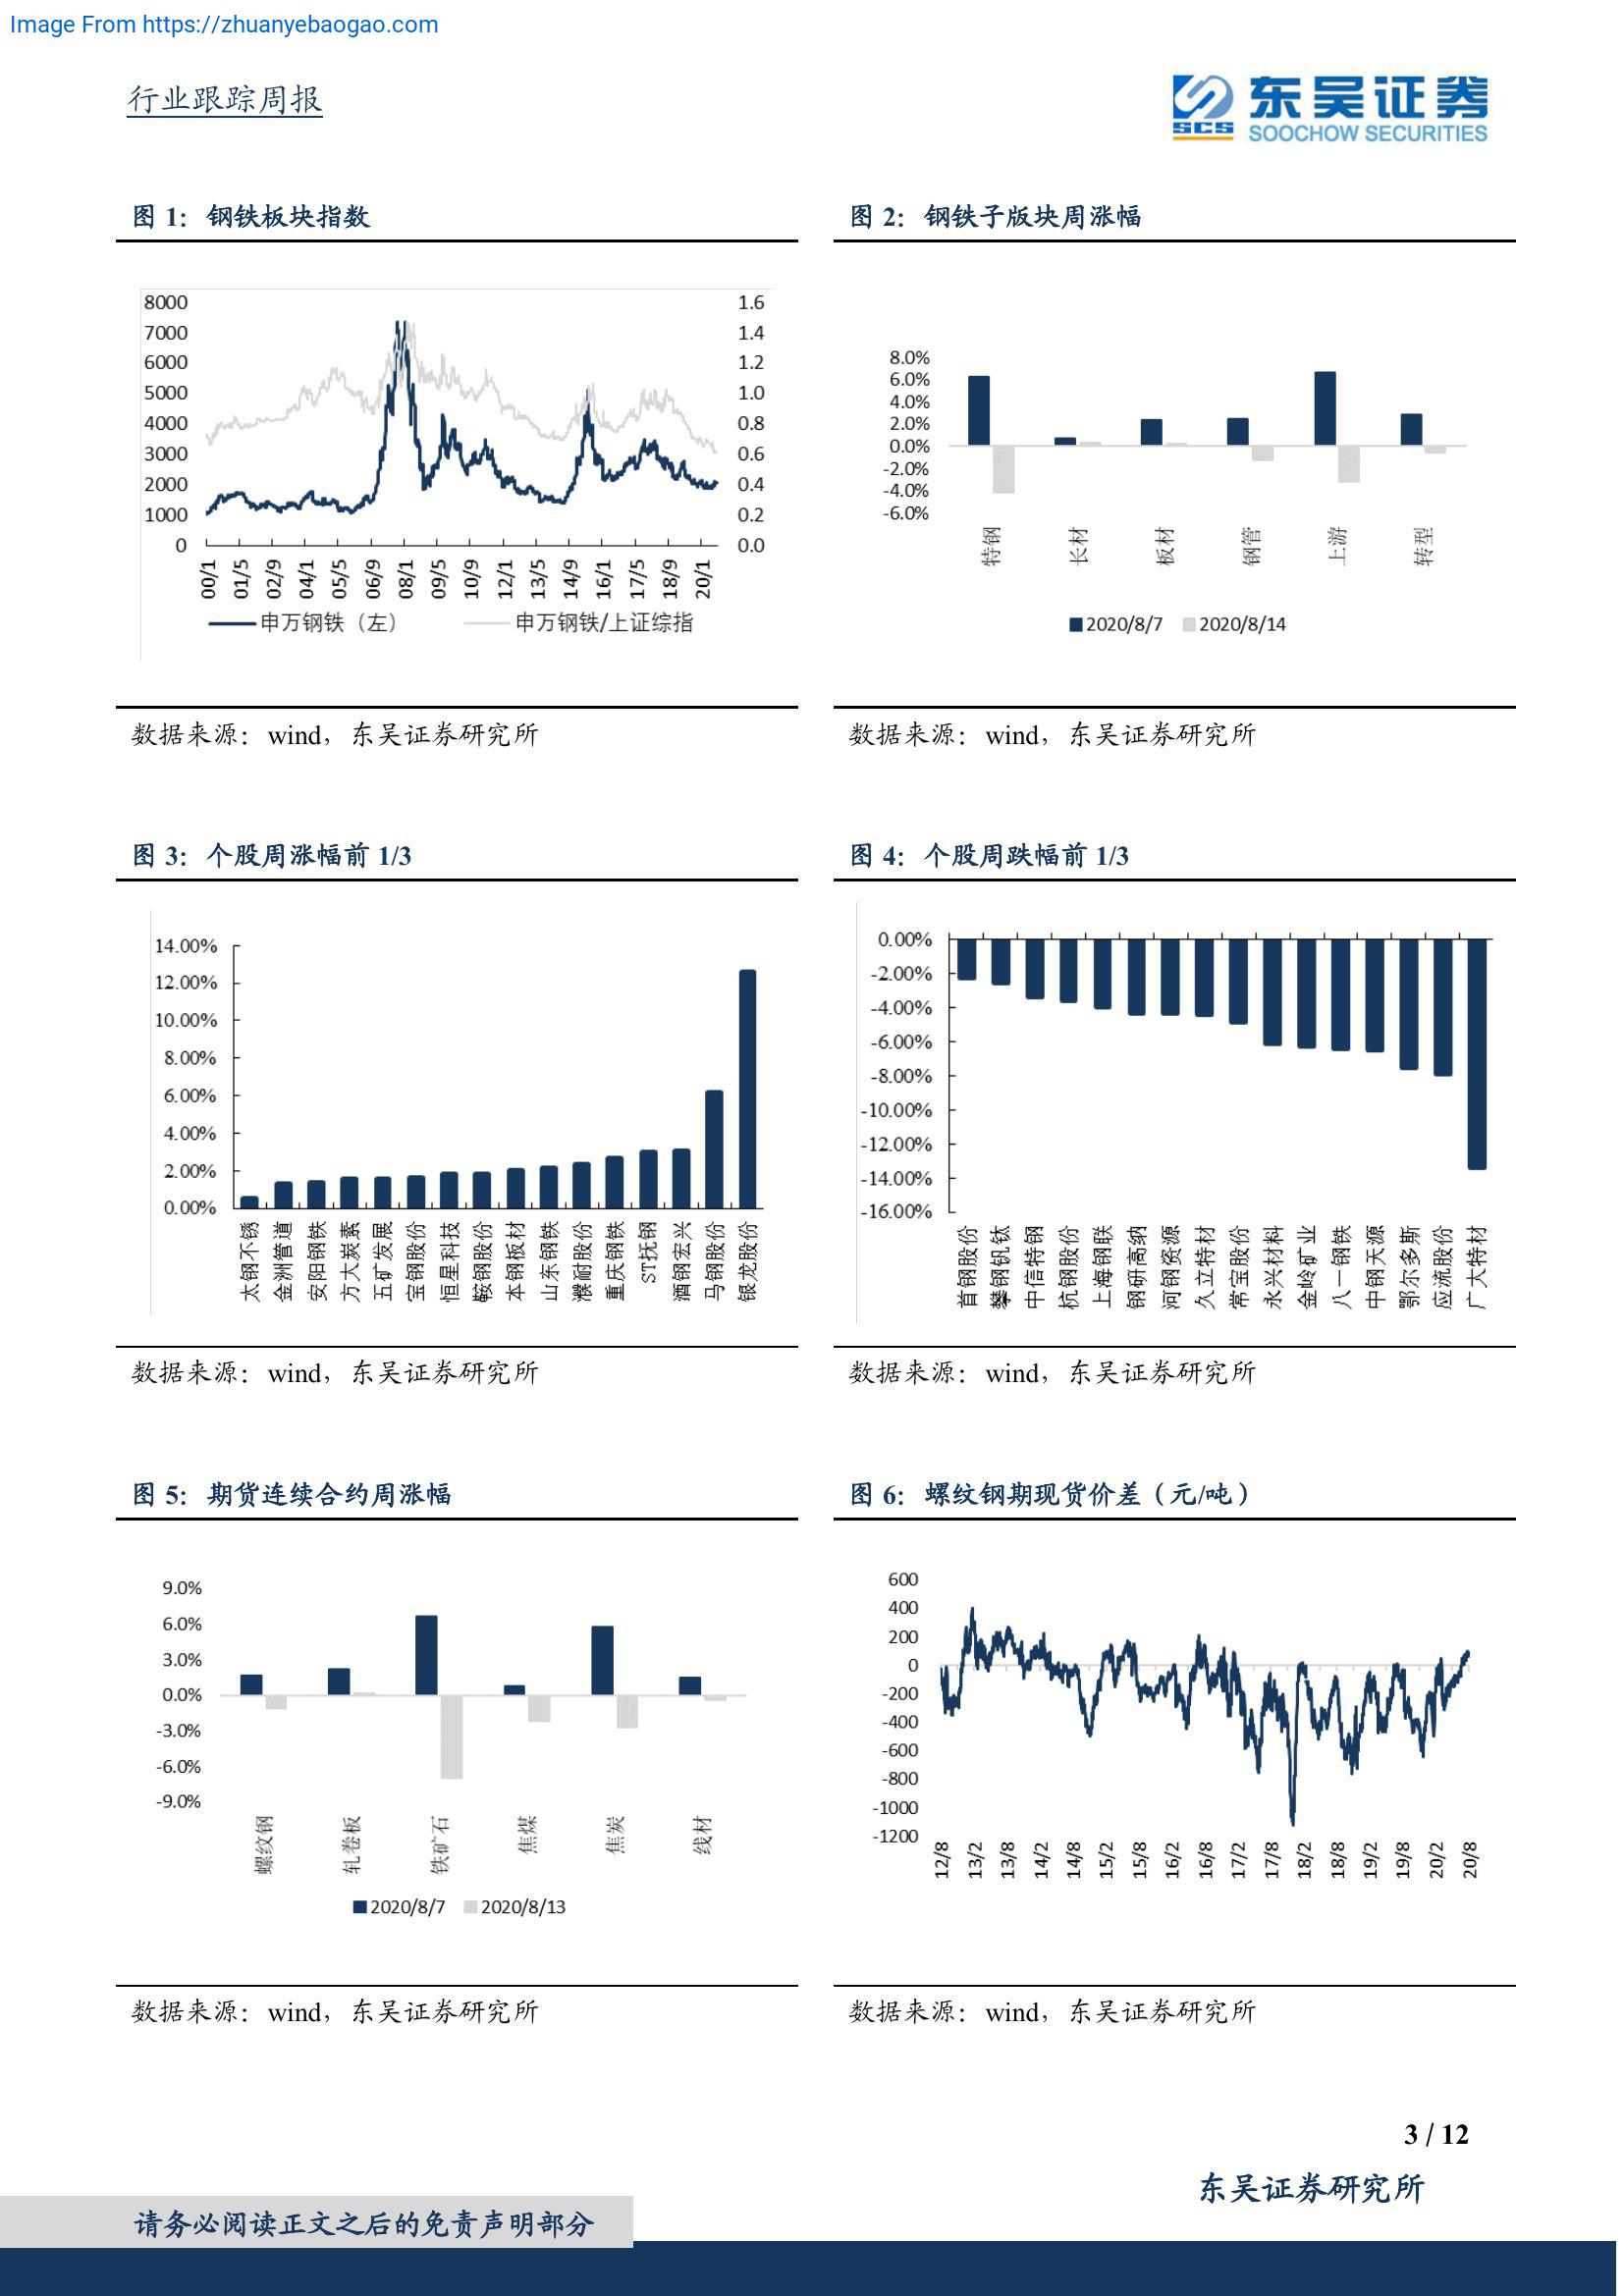 Image From https://zhuanyebaogao.com
行业跟踪周报
SCS 东吴证券
SOOCHOW SECURITIES
图 1: 钢铁板块指数
8000
7000
6000
5000
4000
3000
2000
1000
0
1.6
1.4
1.2
1.0
0.8
0.6
0.4
0.2
0.0
00/1 01/5 02/9 04/1 05/5 06/9 08/1 09/5 10/9 12/1 13/5 14/9 16/1 17/5 18/9 20/1
申万钢铁（左） 申万钢铁/上证综指
数据来源：wind，东吴证券研究所
图 2: 钢铁子版块周涨幅
8.0%
6.0%
4.0%
2.0%
0.0%
-2.0%
-4.0%
-6.0%
特钢 长材 板材 钢管 上游 转型
2020/8/7 2020/8/14
数据来源：wind，东吴证券研究所
图 3: 个股周涨幅前 1/3
14.00%
12.00%
10.00%
8.00%
6.00%
4.00%
2.00%
0.00%
太钢不锈 金洲管道 安阳钢铁 方大炭素 五矿发展 宝钢股份 恒星科技 鞍钢股份 本钢板材 山东钢铁 濮耐股份 重庆钢铁 ST抚钢 酒钢宏兴 马钢股份 银龙股份
数据来源：wind，东吴证券研究所
图 4: 个股周跌幅前 1/3
0.00%
-2.00%
-4.00%
-6.00%
-8.00%
-10.00%
-12.00%
-14.00%
-16.00%
首钢股份 攀钢钒钛 中信特钢 杭钢股份 上海钢联 钢研高纳 河钢资源 久立特材 常宝股份 永兴材料 金岭矿业 八一钢铁 中钢天源 鄂尔多斯 应流股份 广大特材
数据来源：wind，东吴证券研究所
图 5: 期货连续合约周涨幅
9.0%
6.0%
3.0%
0.0%
-3.0%
-6.0%
-9.0%
螺纹钢 轧卷板 铁矿石 焦煤 焦炭 线材
2020/8/7 2020/8/13
数据来源：wind，东吴证券研究所
图 6: 螺纹钢期现货价差（元/吨）
600
400
200
0
-200
-400
-600
-800
-1000
-1200
12/8 13/2 13/8 14/2 14/8 15/2 15/8 16/2 16/8 17/2 17/8 18/2 18/8 19/2 19/8 20/2 20/8
数据来源：wind，东吴证券研究所
3 / 12
东吴证券研究所
请务必阅读正文之后的免责声明部分